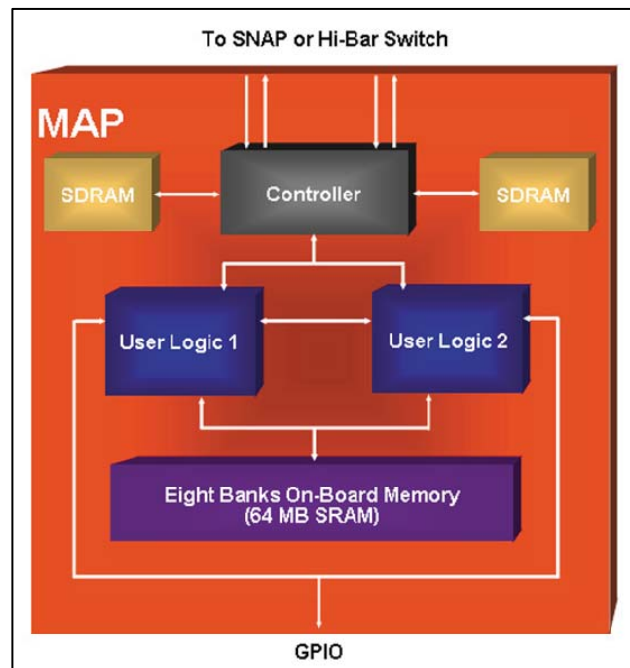 To SNAP or Hi-Bar Switch
MAP
SDRAM
Controller
SDRAM
User Logic 1
User Logic 2
Eight Banks On-Board Memory
(64 MB SRAM)
GPIO